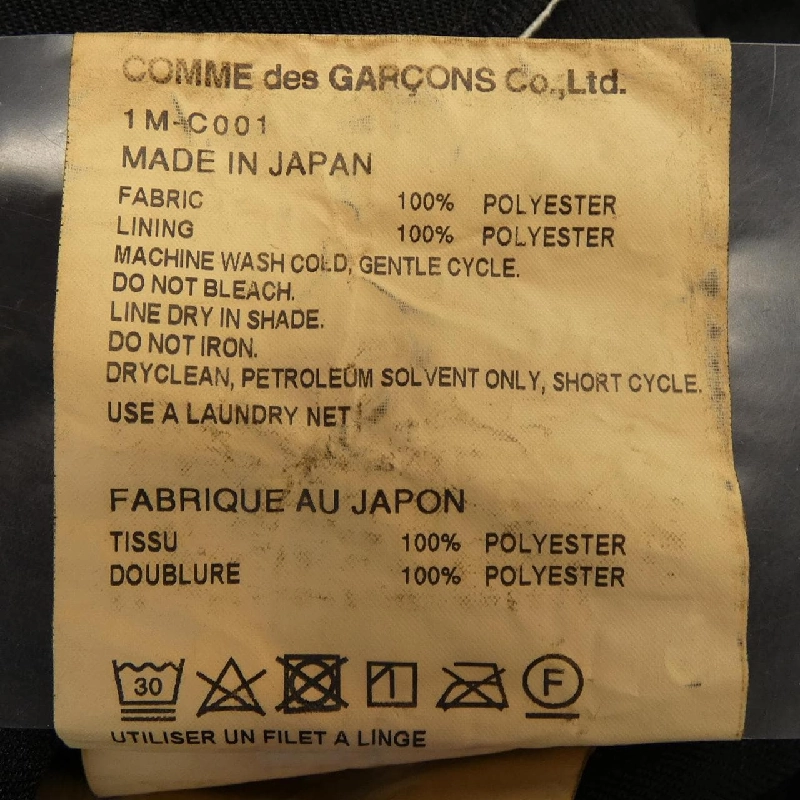 COMME des GARÇONS Co.,Ltd.
1M-C001
MADE IN JAPAN
FABRIC 100% POLYESTER
LINING 100% POLYESTER
MACHINE WASH COLD, GENTLE CYCLE.
DO NOT BLEACH.
LINE DRY IN SHADE.
DO NOT IRON.
DRYCLEAN, PETROLEUM SOLVENT ONLY, SHORT CYCLE.
USE A LAUNDRY NET
FABRIQUE AU JAPON
TISSU 100% POLYESTER
DOUBLURE 100% POLYESTER
30 F
UTILISER UN FILET A LINGE